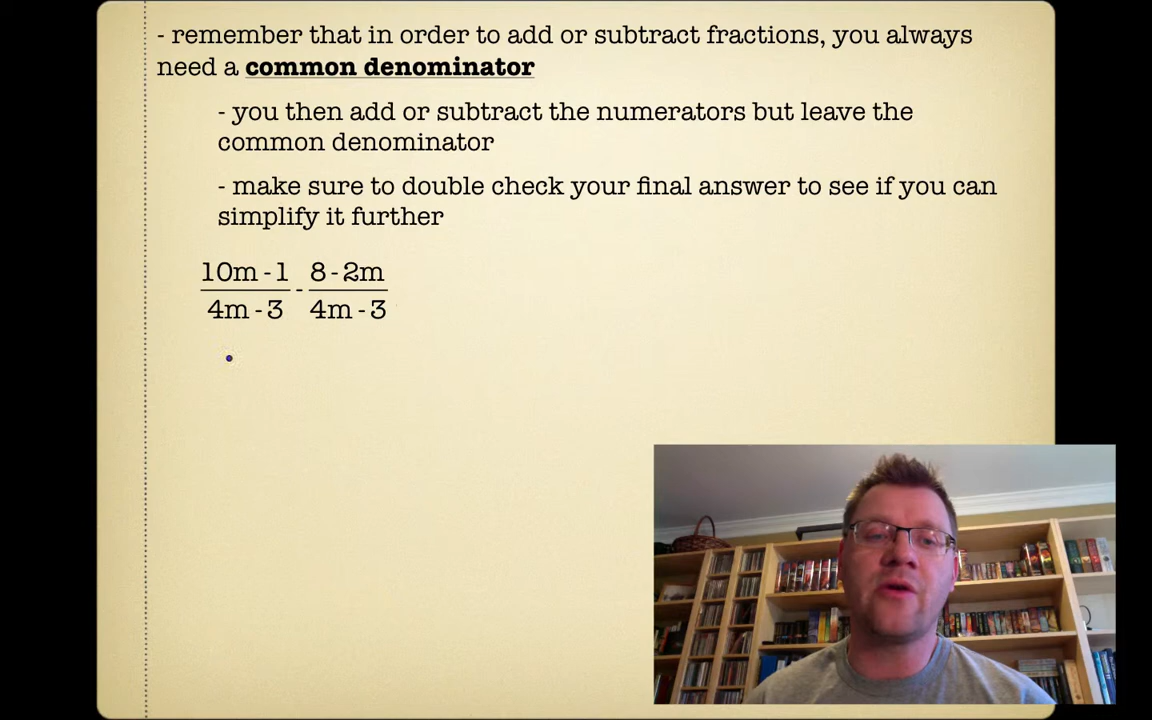 - remember that in order to add or subtract fractions, you always
need a common denominator
- you then add or subtract the numerators but leave the
common denominator
- make sure to double check your final answer to see if you can
simplify it further
10m - 1 8 - 2m
-
4m - 3 4m - 3